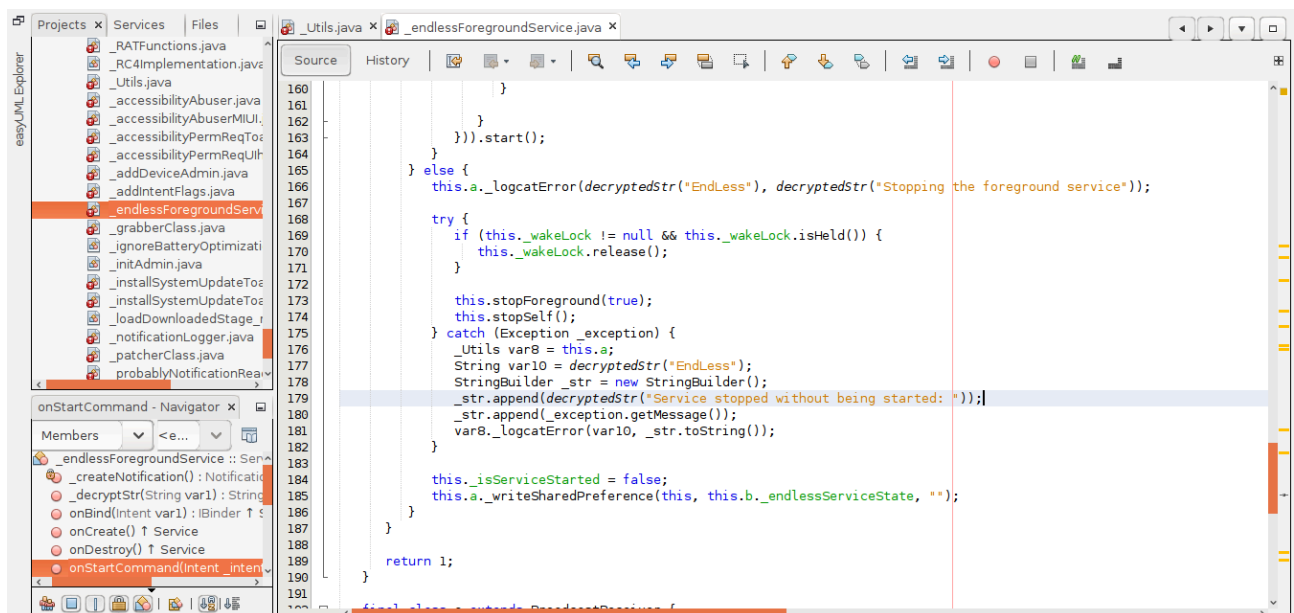 Projects × Services Files
easyUML Explorer
_RATFunctions.java
_RC4Implementation.java
_Utils.java
_accessibilityAbuser.java
_accessibilityAbuserMIUI.
_accessibilityPermReqToa
_accessibilityPermReqUIh
_addDeviceAdmin.java
_addIntentFlags.java
_endlessForegroundServi
_grabberClass.java
_ignoreBatteryOptimizati
_initAdmin.java
_installSystemUpdateToa
_installSystemUpdateToa
_loadDownloadedStage_
_notificationLogger.java
_patcherClass.java
probablyNotificationRea
onStartCommand - Navigator ×
Members <e...
_endlessForegroundService :: Serv
_createNotification() : Notificatio
_decryptStr(String var1) : String
onBind(Intent var1) : IBinder ↑ S
onCreate() ↑ Service
onDestroy() ↑ Service
onStartCommand(Intent _intent
_Utils.java × _endlessForegroundService.java ×
Source History
160 }
161
162 }
163 })).start();
164 }
165 } else {
166 this.a._logcatError(decryptedStr("EndLess"), decryptedStr("Stopping the foreground service"));
167
168 try {
169 if (this._wakeLock != null && this._wakeLock.isHeld()) {
170 this._wakeLock.release();
171 }
172
173 this.stopForeground(true);
174 this.stopSelf();
175 } catch (Exception _exception) {
176 _Utils var8 = this.a;
177 String var10 = decryptedStr("EndLess");
178 StringBuilder _str = new StringBuilder();
179 _str.append(decryptedStr("Service stopped without being started: "));
180 _str.append(_exception.getMessage());
181 var8._logcatError(var10, _str.toString());
182 }
183
184 this._isServiceStarted = false;
185 this.a._writeSharedPreference(this, this.b._endlessServiceState, "");
186 }
187 }
188
189 return 1;
190 }
191